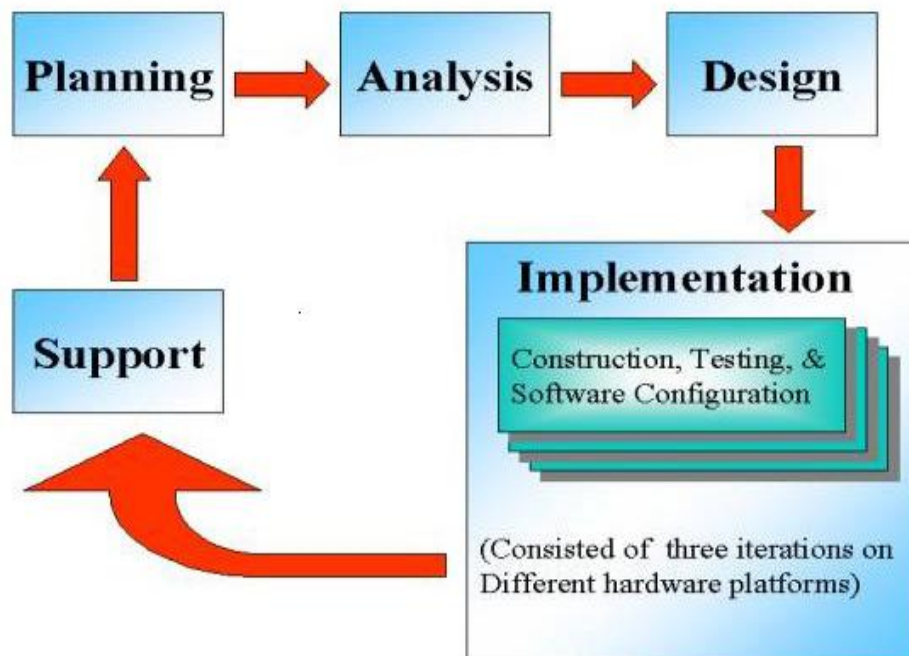 Planning
Analysis
Design
Implementation
Construction, Testing, &
Software Configuration
(Consisted of three iterations on
Different hardware platforms)
Support